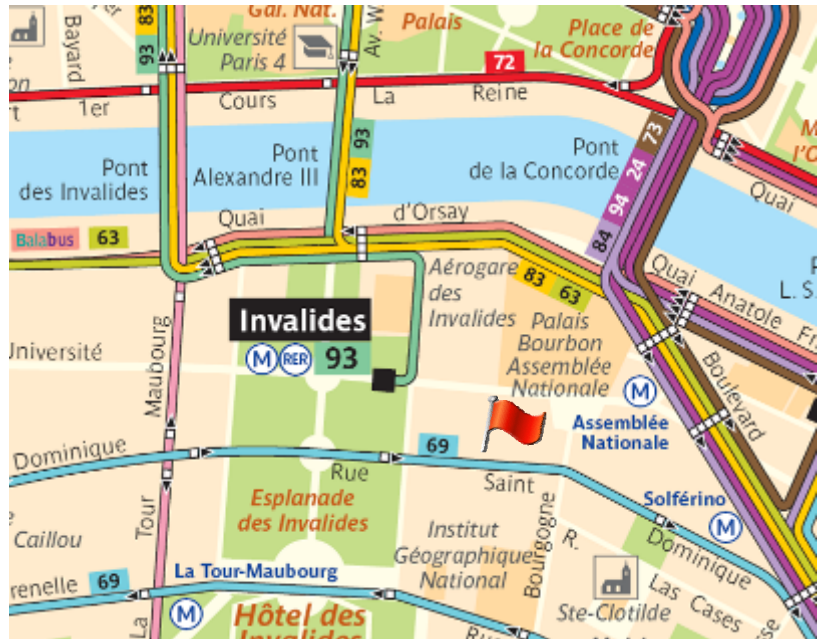 Gal. Nat.
83
93
Bayard
Université
Paris 4
Av. W
Palais
Place de
la Concorde
72
1er
Cours
La
Reine
Pont
des Invalides
Pont
Alexandre III
93
83
Pont
de la Concorde
73
24
94
84
Quai
Quai
d'Orsay
Balabus
63
Aérogare
des
Invalides
83
63
Quai
Anatole
L. S.
Invalides
M
RER
93
Université
Maubourg
Palais
Bourbon
Assemblée
Nationale
M
Assemblée
Nationale
Boulevard
Dominique
Rue
69
Saint
Solférino
M
Dominique
Tour
Esplanade
des Invalides
Caillou
Institut
Géographique
National
Bourgogne
R.
Las
Cases
Ste-Clotilde
renelle
69
La Tour-Maubourg
M
La
Hôtel des
Invalides
Rue